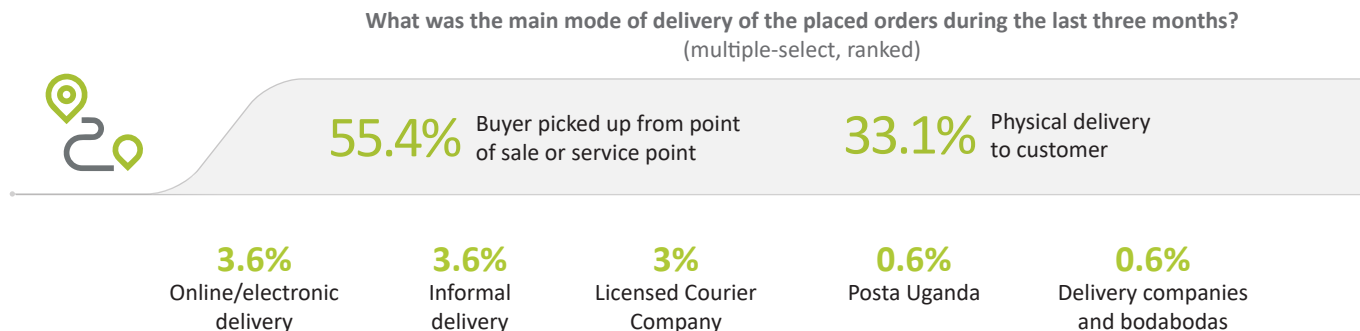 What was the main mode of delivery of the placed orders during the last three months?
(multiple-select, ranked)
55.4%
Buyer picked up from point
of sale or service point
33.1%
Physical delivery
to customer
3.6%
Online/electronic
delivery
3.6%
Informal
delivery
3%
Licensed Courier
Company
0.6%
Posta Uganda
0.6%
Delivery companies
and bodabodas